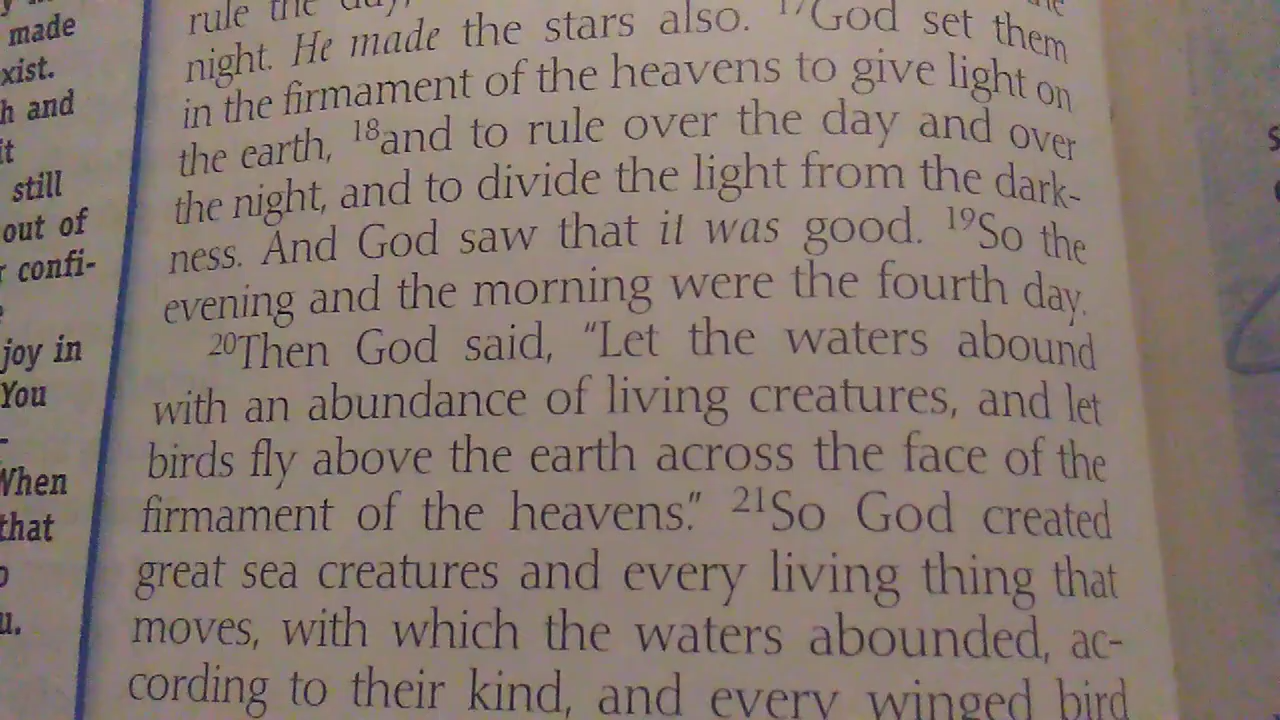 made
xist.
h and
it
still
out of
r confi-
joy in
You
-
When
that
u.
rule the day,
night. He made the stars also. 17God set them
in the firmament of the heavens to give light on
the earth, 18and to rule over the day and over
the night, and to divide the light from the dark-
ness. And God saw that it was good. 19So the
evening and the morning were the fourth day.
20Then God said, "Let the waters abound
with an abundance of living creatures, and let
birds fly above the earth across the face of the
firmament of the heavens." 21So God created
great sea creatures and every living thing that
moves, with which the waters abounded, ac-
cording to their kind, and every winged bird